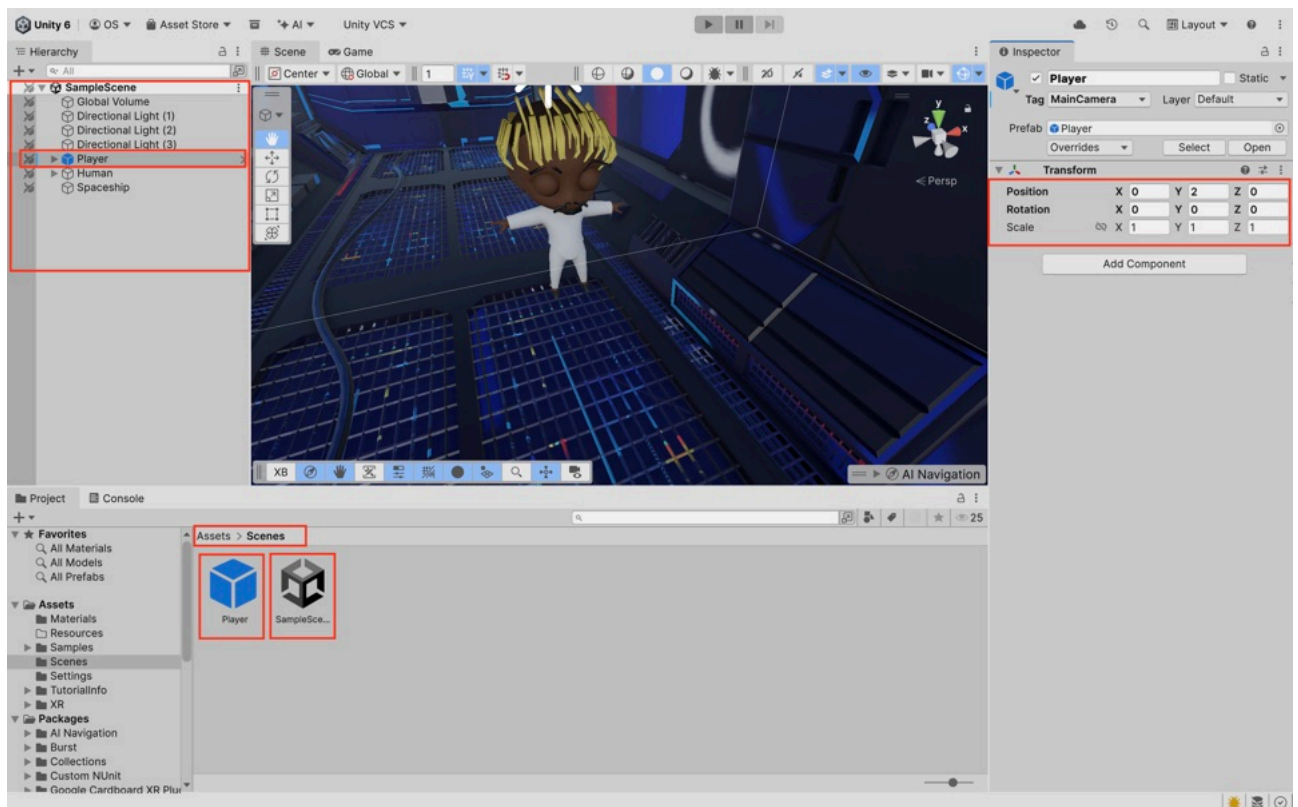 Unity 6 OS Asset Store AI Unity VCS Layout
Hierarchy
All
SampleScene
Global Volume
Directional Light (1)
Directional Light (2)
Directional Light (3)
Player
Human
Spaceship
Scene Game
Center Global 1
y
z x
Persp
XB AI Navigation
Inspector
Player Static
Tag MainCamera Layer Default
Prefab Player
Overrides Select Open
Transform
Position X 0 Y 2 Z 0
Rotation X 0 Y 0 Z 0
Scale X 1 Y 1 Z 1
Add Component
Project Console
25
Favorites
All Materials
All Models
All Prefabs
Assets
Materials
Resources
Samples
Scenes
Settings
TutorialInfo
XR
Packages
AI Navigation
Burst
Collections
Custom NUnit
Google Cardboard XR Plu
Assets > Scenes
Player SampleSce...